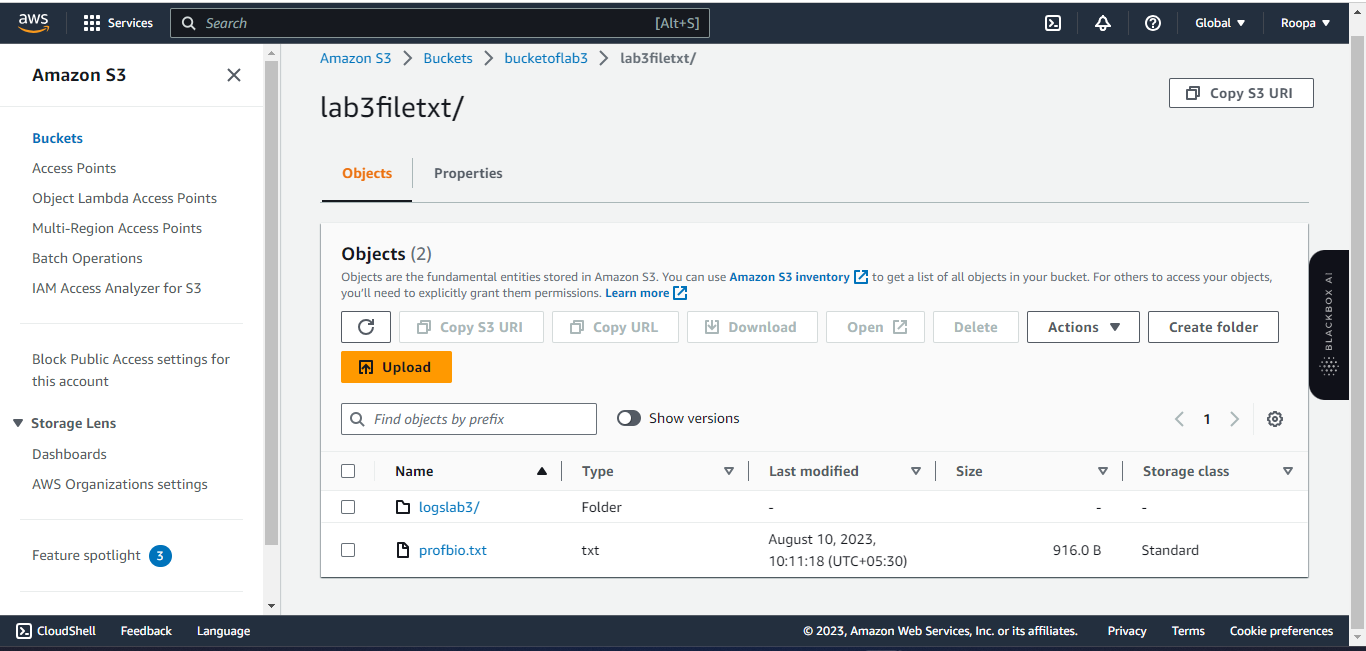 aws Services Search [Alt+S] Global Roopa
Amazon S3
Buckets
Access Points
Object Lambda Access Points
Multi-Region Access Points
Batch Operations
IAM Access Analyzer for S3
Block Public Access settings for
this account
Storage Lens
Dashboards
AWS Organizations settings
Feature spotlight 3
Amazon S3 Buckets bucketoflab3 lab3filetxt/
lab3filetxt/
Copy S3 URI
Objects Properties
Objects (2)
Objects are the fundamental entities stored in Amazon S3. You can use Amazon S3 inventory to get a list of all objects in your bucket. For others to access your objects,
you'll need to explicitly grant them permissions. Learn more
Copy S3 URI Copy URL Download Open Delete Actions Create folder
Upload
Find objects by prefix Show versions 1
Name Type Last modified Size Storage class
logslab3/ Folder - - -
profbio.txt txt August 10, 2023, 10:11:18 (UTC+05:30) 916.0 B Standard
BLACKBOX AI
CloudShell Feedback Language © 2023, Amazon Web Services, Inc. or its affiliates. Privacy Terms Cookie preferences